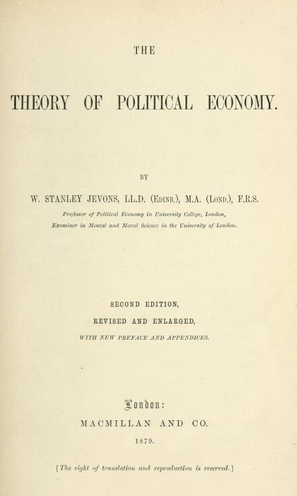 THE
THEORY OF POLITICAL ECONOMY.
BY
W. STANLEY JEVONS, LL.D. (EDINB.), M.A. (LOND.), F.R.S.
Professor of Political Economy in University College, London,
Examiner in Mental and Moral Science in the University of London.
SECOND EDITION,
REVISED AND ENLARGED,
WITH NEW PREFACE AND APPENDICES.
London:
MACMILLAN AND CO.
1879.
[The right of translation and reproduction is reserved.]